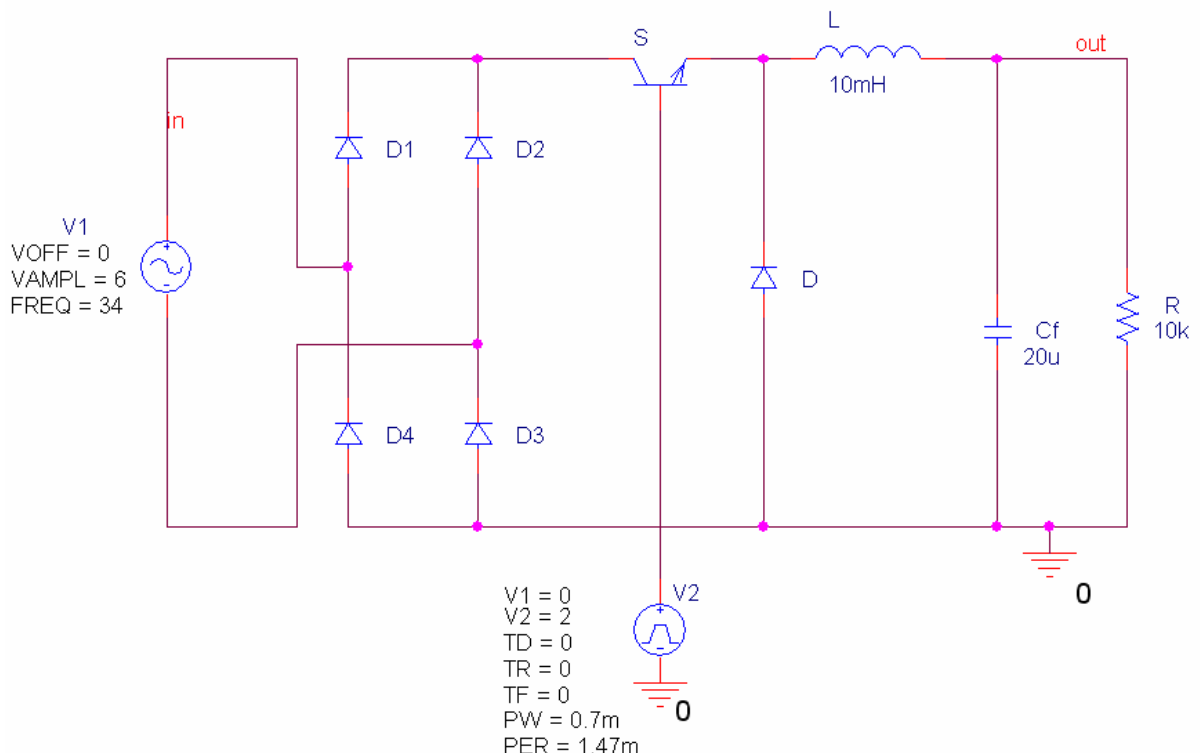 L
S
out
10mH
in
D1
D2
V1
VOFF = 0
VAMPL = 6
FREQ = 34
D
R
10k
Cf
20u
D4
D3
0
V1 = 0
V2 = 2
TD = 0
TR = 0
TF = 0
PW = 0.7m
PER = 1.47m
V2
0